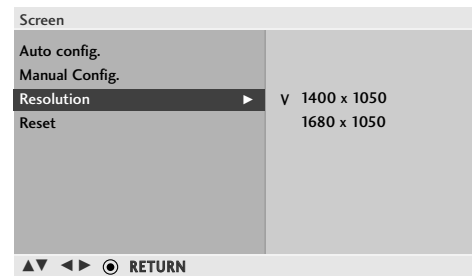 Screen
Auto config.
Manual Config.
Resolution ► V 1400 x 1050
Reset 1680 x 1050
▲▼ ◄► RETURN